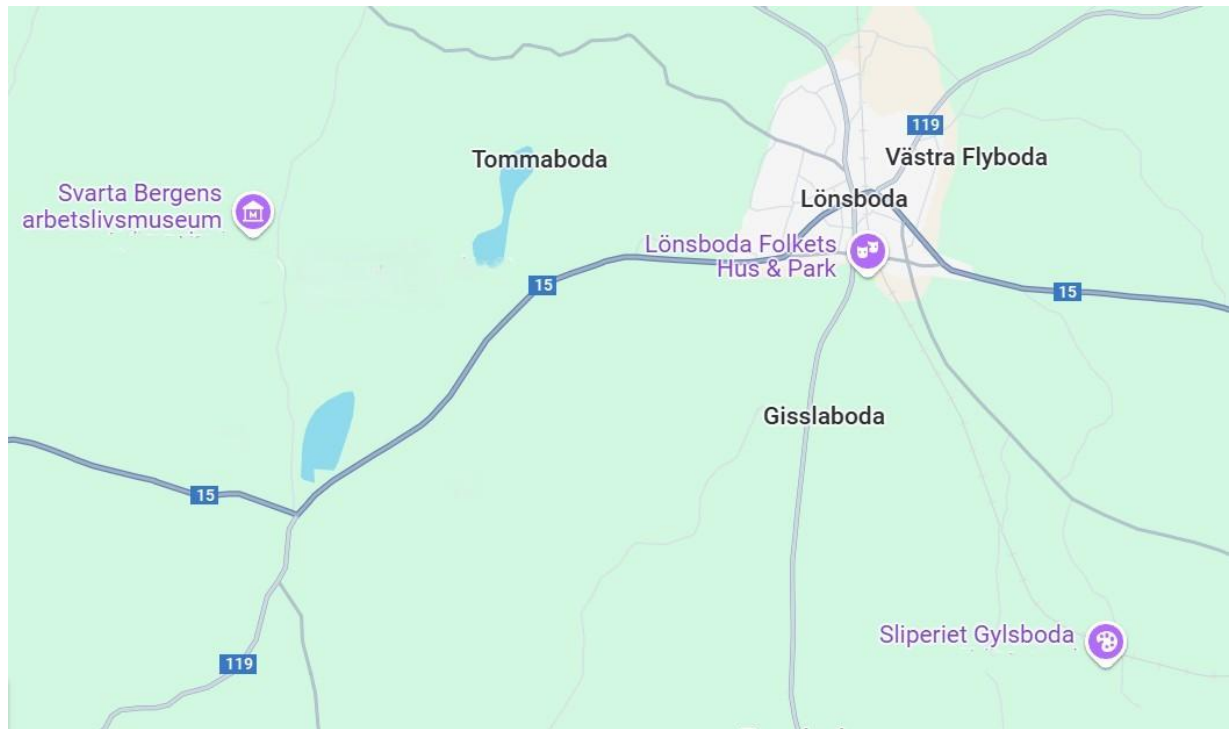 119
Tommaboda
Västra Flyboda
Svarta Bergens
arbetslivsmuseum
Lönsboda
Lönsboda Folkets
Hus & Park
15
15
Gisslaboda
15
Sliperiet Gylsboda
119